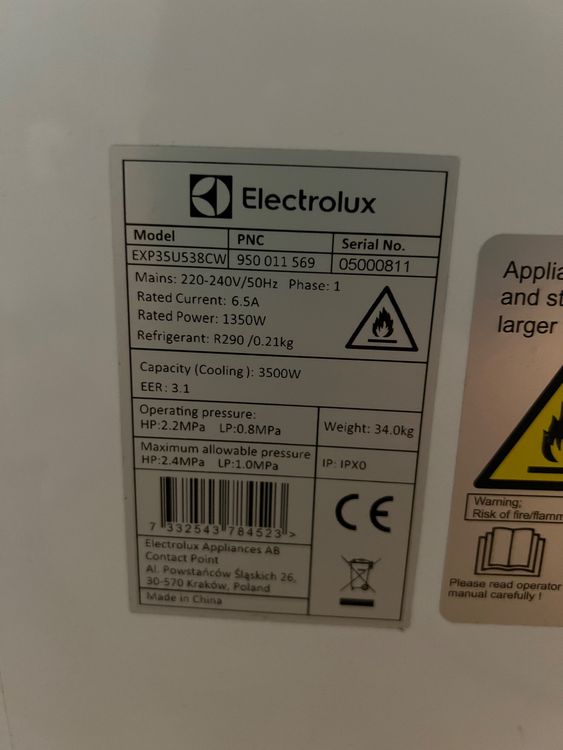 Electrolux
Model PNC Serial No.
EXP35U538CW 950 011 569 05000811
Mains: 220-240V/50Hz Phase: 1
Rated Current: 6.5A
Rated Power: 1350W
Refrigerant: R290 /0.21kg
Capacity (Cooling): 3500W
EER: 3.1
Operating pressure:
HP:2.2MPa LP:0.8MPa
Weight: 34.0kg
Maximum allowable pressure
HP:2.4MPa LP:1.0MPa
IP: IPX0
7 332543 784523 >
CE
Electrolux Appliances AB
Contact Point
Al. Powstańców Śląskich 26,
30-570 Kraków, Poland
Made in China
Applia
and st
larger
Warning;
Risk of fire/flamm
Please read operator
manual carefully !